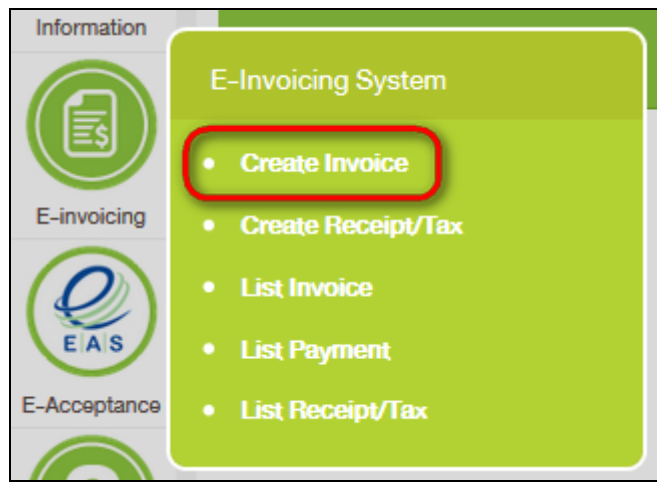 Information
E-Invoicing System
Create Invoice
E-invoicing
Create Receipt/Tax
List Invoice
EAS
List Payment
E-Acceptance
List Receipt/Tax